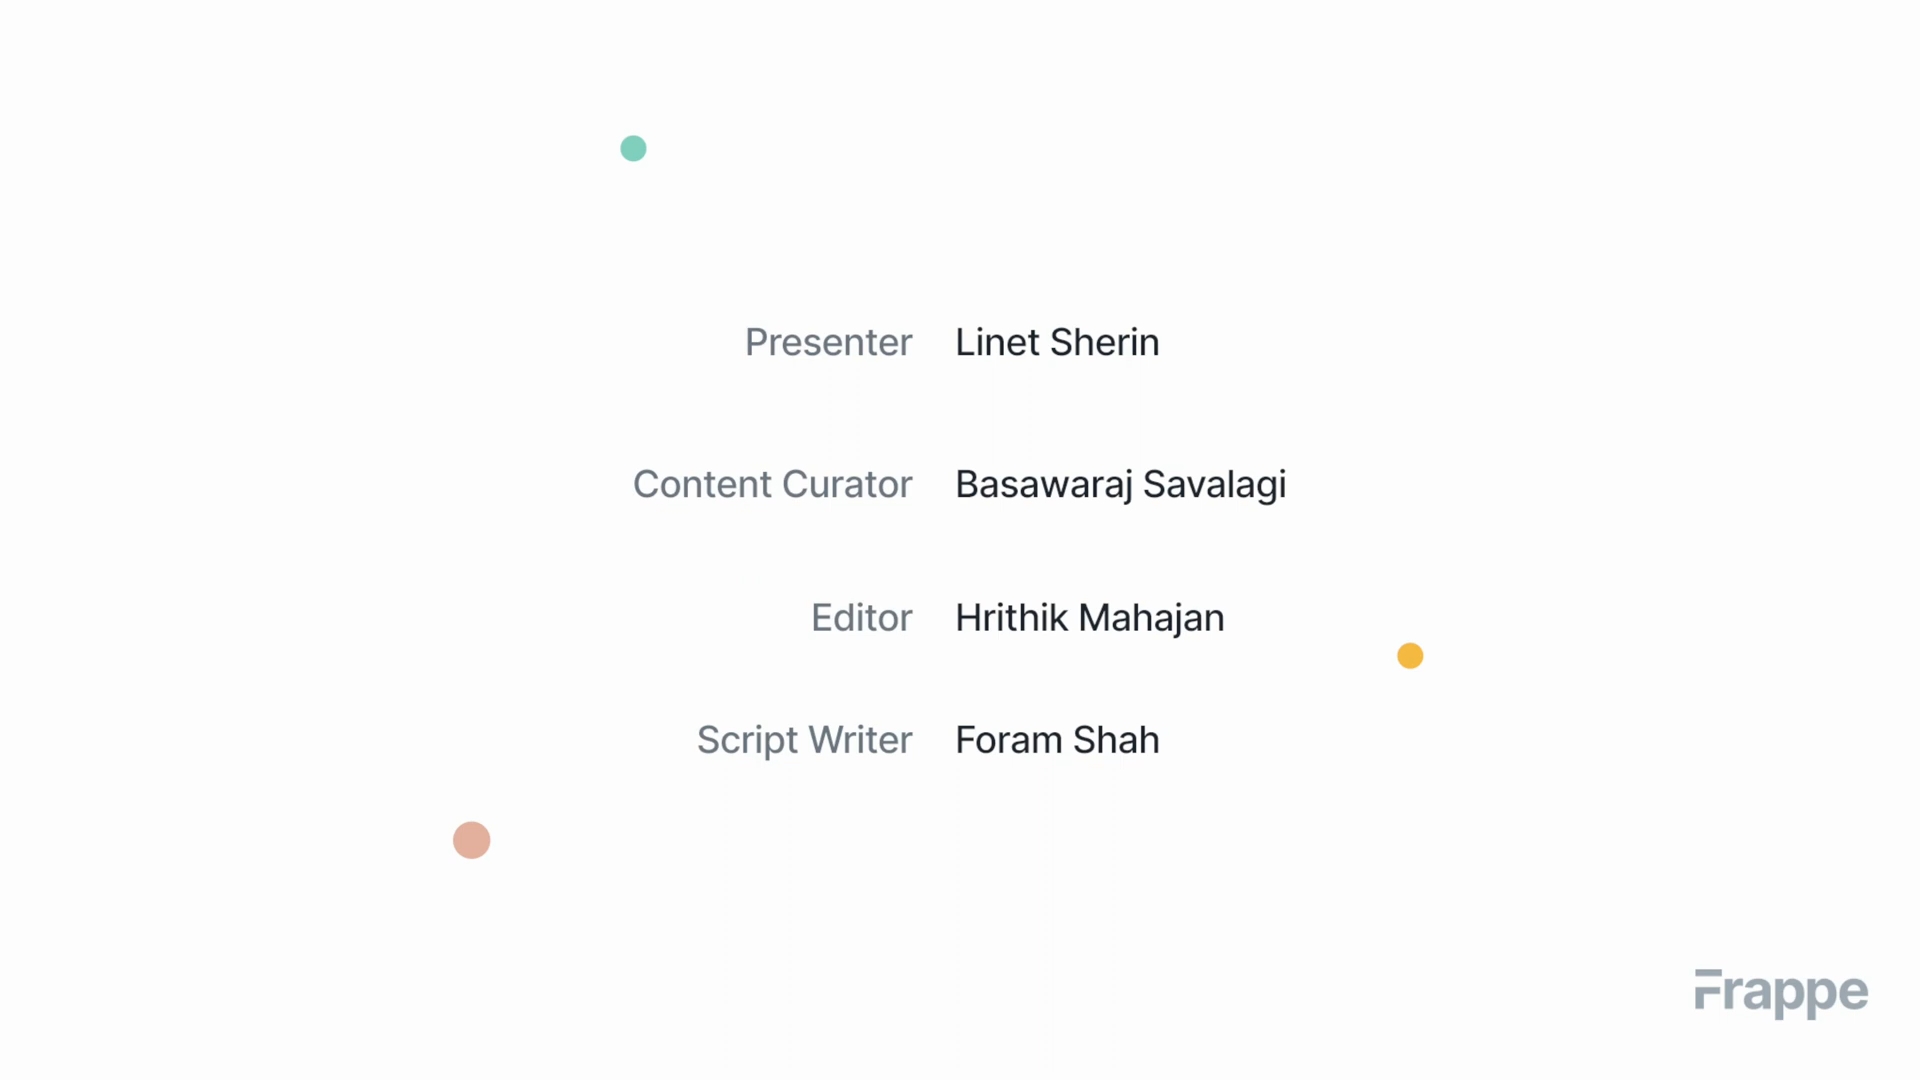 Presenter Linet Sherin
Content Curator Basawaraj Savalagi
Editor Hrithik Mahajan
Script Writer Foram Shah
Frappe